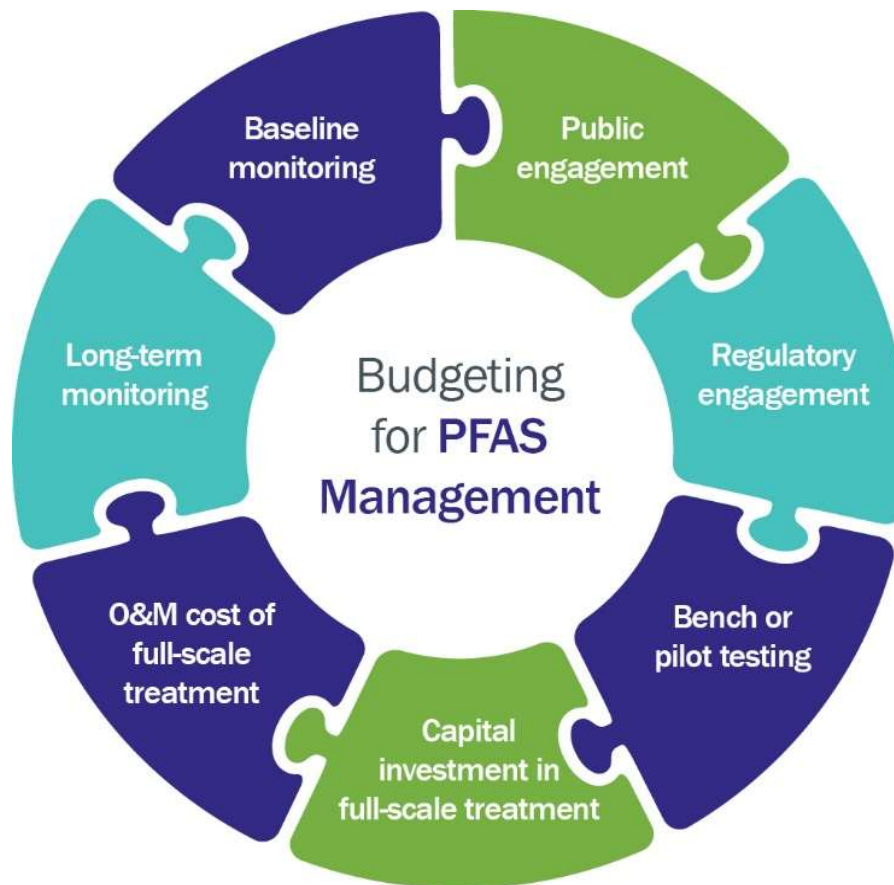 Baseline
monitoring
Public
engagement
Regulatory
engagement
Bench or
pilot testing
Capital
investment in
full-scale treatment
O&M cost of
full-scale
treatment
Long-term
monitoring
Budgeting
for PFAS
Management